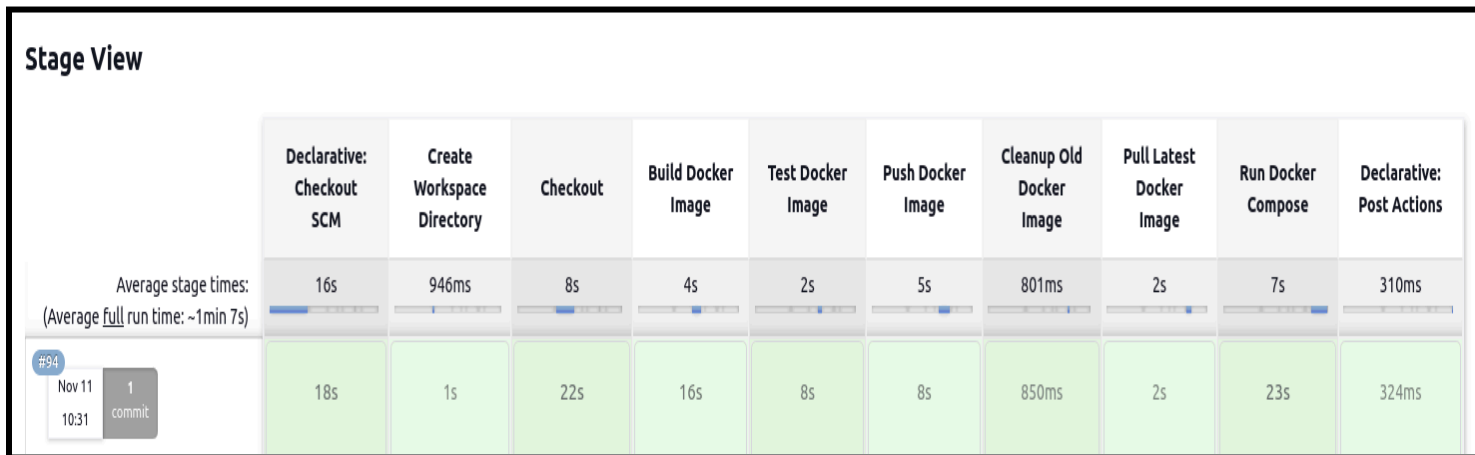 Stage View
Declarative:
Checkout
SCM
Create
Workspace
Directory
Checkout
Build Docker
Image
Test Docker
Image
Push Docker
Image
Cleanup Old
Docker
Image
Pull Latest
Docker
Image
Run Docker
Compose
Declarative:
Post Actions
Average stage times:
(Average full run time: ~1min 7s)
16s
946ms
8s
4s
2s
5s
801ms
2s
7s
310ms
#94
Nov 11
10:31
1
commit
18s
1s
22s
16s
8s
8s
850ms
2s
23s
324ms